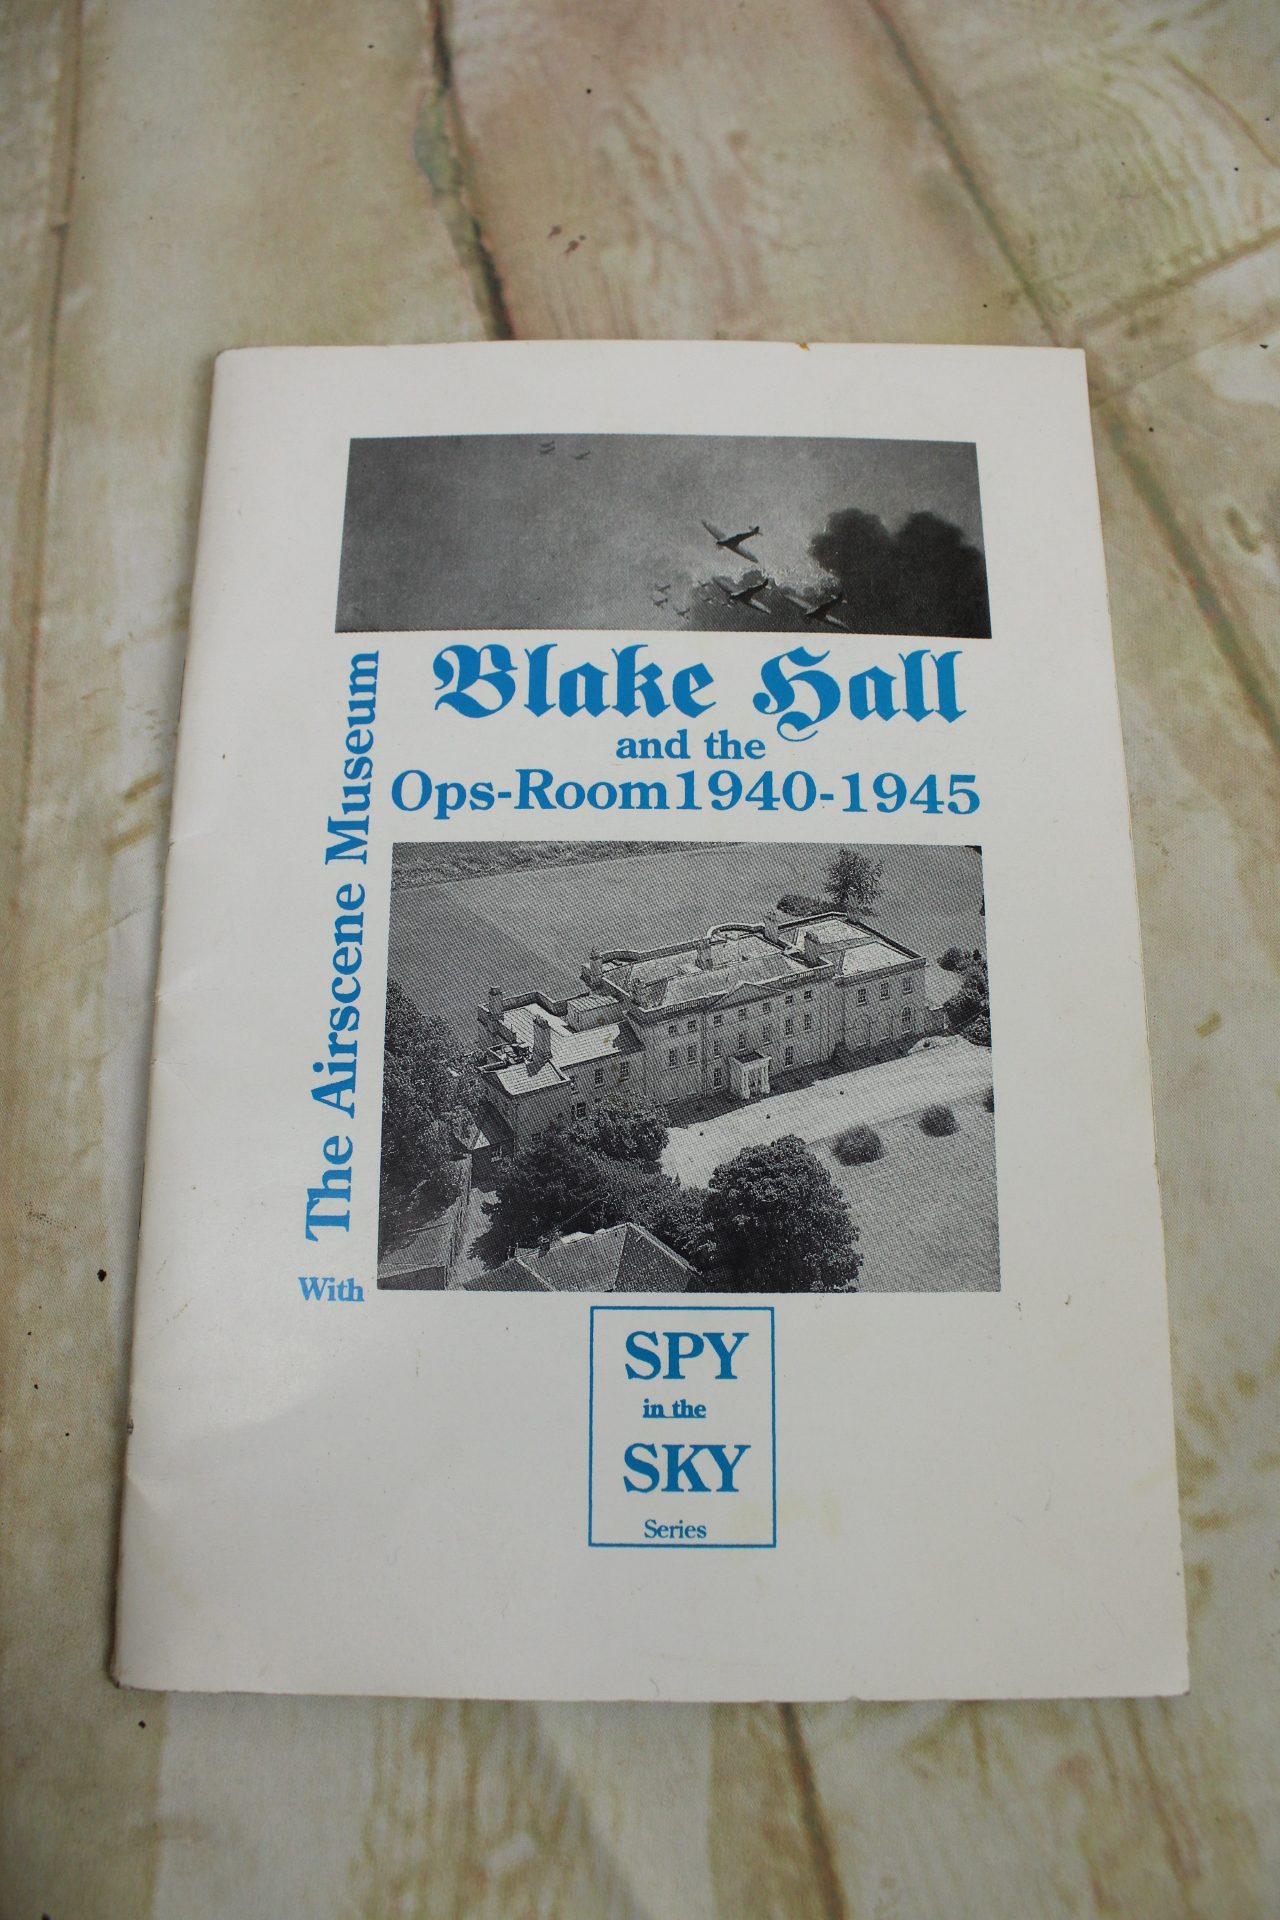 Blake Hall
and the
Ops-Room 1940-1945
With The Airscene Museum
SPY
in the
SKY
Series